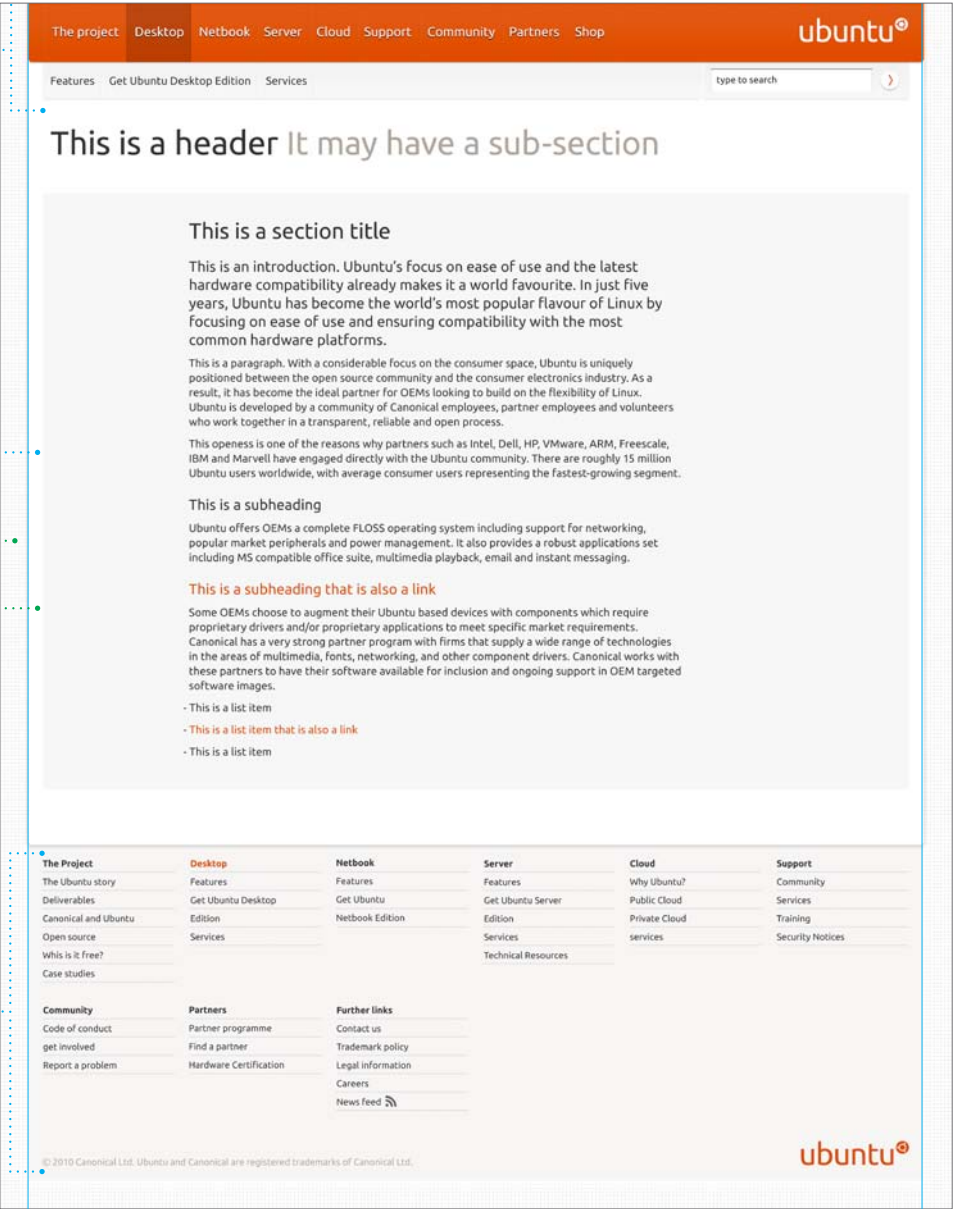 The project Desktop Netbook Server Cloud Support Community Partners Shop
ubuntu
Features Get Ubuntu Desktop Edition Services
type to search
This is a header It may have a sub-section
This is a section title
This is an introduction. Ubuntu's focus on ease of use and the latest
hardware compatibility already makes it a world favourite. In just five
years, Ubuntu has become the world's most popular flavour of Linux by
focusing on ease of use and ensuring compatibility with the most
common hardware platforms.
This is a paragraph. With a considerable focus on the consumer space, Ubuntu is uniquely
positioned between the open source community and the consumer electronics industry. As a
result, it has become the ideal partner for OEMs looking to build on the flexibility of Linux.
Ubuntu is developed by a community of Canonical employees, partner employees and volunteers
who work together in a transparent, reliable and open process.
This openess is one of the reasons why partners such as Intel, Dell, HP, VMware, ARM, Freescale,
IBM and Marvell have engaged directly with the Ubuntu community. There are roughly 15 million
Ubuntu users worldwide, with average consumer users representing the fastest-growing segment.
This is a subheading
Ubuntu offers OEMs a complete FLOSS operating system including support for networking,
popular market peripherals and power management. It also provides a robust applications set
including MS compatible office suite, multimedia playback, email and instant messaging.
This is a subheading that is also a link
Some OEMs choose to augment their Ubuntu based devices with components which require
proprietary drivers and/or proprietary applications to meet specific market requirements.
Canonical has a very strong partner program with firms that supply a wide range of technologies
in the areas of multimedia, fonts, networking, and other component drivers. Canonical works with
these partners to have their software available for inclusion and ongoing support in OEM targeted
software images.
- This is a list item
- This is a list item that is also a link
- This is a list item
The Project
The Ubuntu story
Deliverables
Canonical and Ubuntu
Open source
Whis is it free?
Case studies
Desktop
Features
Get Ubuntu Desktop
Edition
Services
Netbook
Features
Get Ubuntu
Netbook Edition
Server
Features
Get Ubuntu Server
Edition
Services
Technical Resources
Cloud
Why Ubuntu?
Public Cloud
Private Cloud
services
Support
Community
Services
Training
Security Notices
Community
Code of conduct
get involved
Report a problem
Partners
Partner programme
Find a partner
Hardware Certification
Further links
Contact us
Trademark policy
Legal information
Careers
News feed
© 2010 Canonical Ltd. Ubuntu and Canonical are registered trademarks of Canonical Ltd.
ubuntu